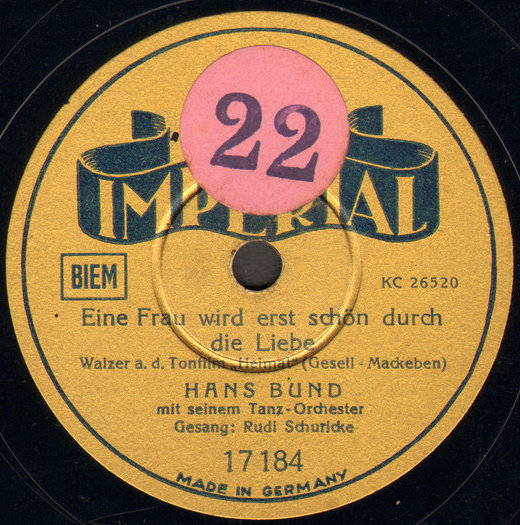 22
IMPERIAL
BIEM
KC 26520
Eine Frau wird erst schön durch
die Liebe
Walzer a. d. Tonfilm „Heimat" (Gesell - Mackeben)
HANS BUND
mit seinem Tanz-Orchester
Gesang: Rudi Schuricke
17184
MADE IN GERMANY